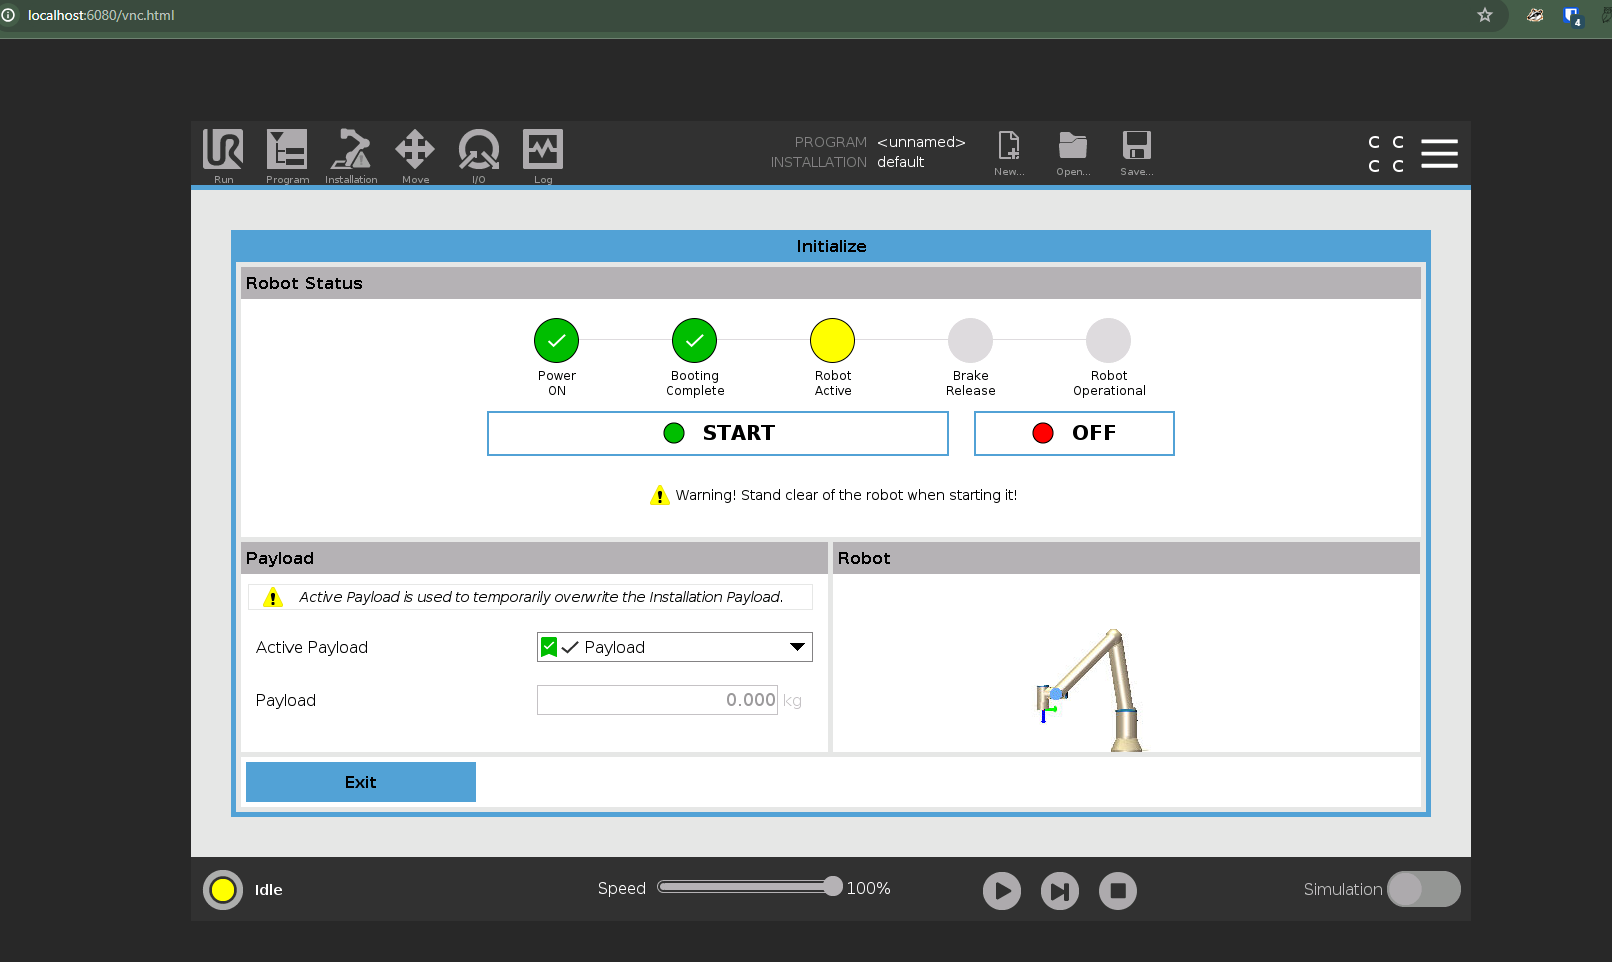 localhost:6080/vnc.html
4
UR
Run
Program
Installation
Move
I/O
Log
PROGRAM <unnamed>
INSTALLATION default
New...
Open...
Save...
C C
C C
Initialize
Robot Status
Power
ON
Booting
Complete
Robot
Active
Brake
Release
Robot
Operational
START
OFF
Warning! Stand clear of the robot when starting it!
Payload
Active Payload is used to temporarily overwrite the Installation Payload.
Active Payload
Payload
Payload
0.000 kg
Robot
Exit
Idle
Speed
100%
Simulation